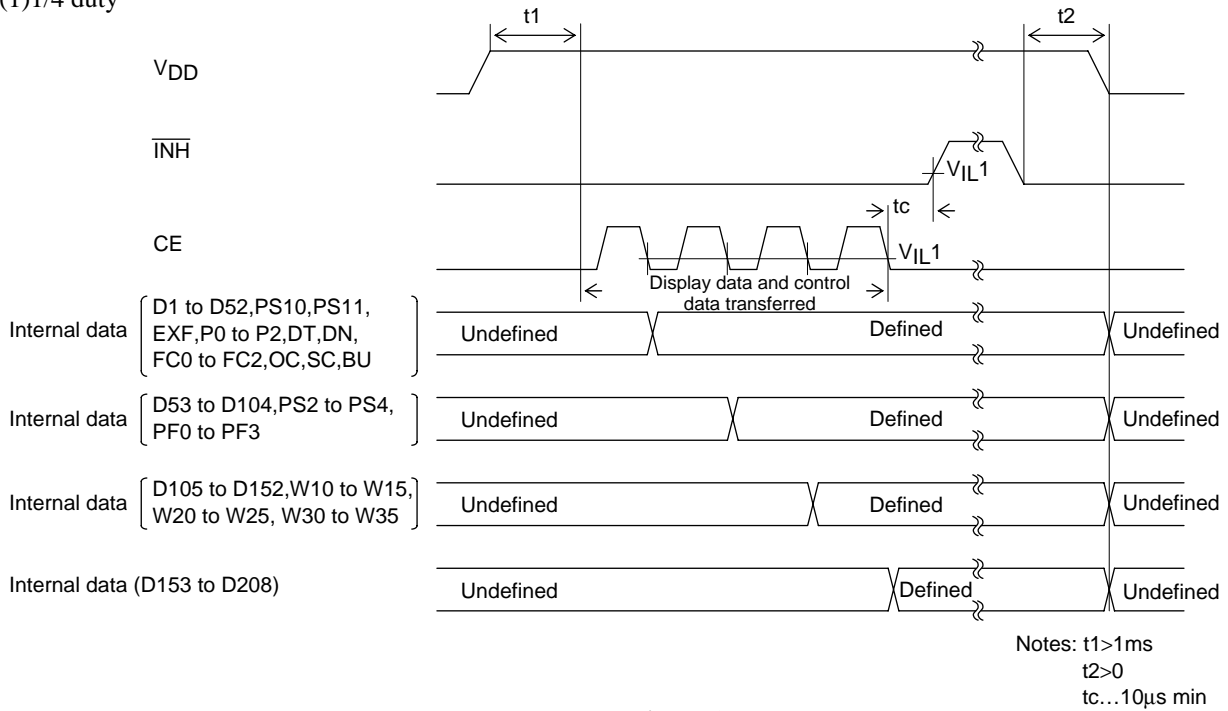 (1)1/4 duty
t1
t2
VDD
INH
VIL1
tc
CE
VIL1
Display data and control
data transferred
Internal data
D1 to D52,PS10,PS11,
EXF,P0 to P2,DT,DN,
FC0 to FC2,OC,SC,BU
Undefined
Defined
Undefined
Internal data
D53 to D104,PS2 to PS4,
PF0 to PF3
Undefined
Defined
Undefined
Internal data
D105 to D152,W10 to W15,
W20 to W25, W30 to W35
Undefined
Defined
Undefined
Internal data (D153 to D208)
Undefined
Defined
Undefined
Notes: t1>1ms
t2>0
tc…10μs min